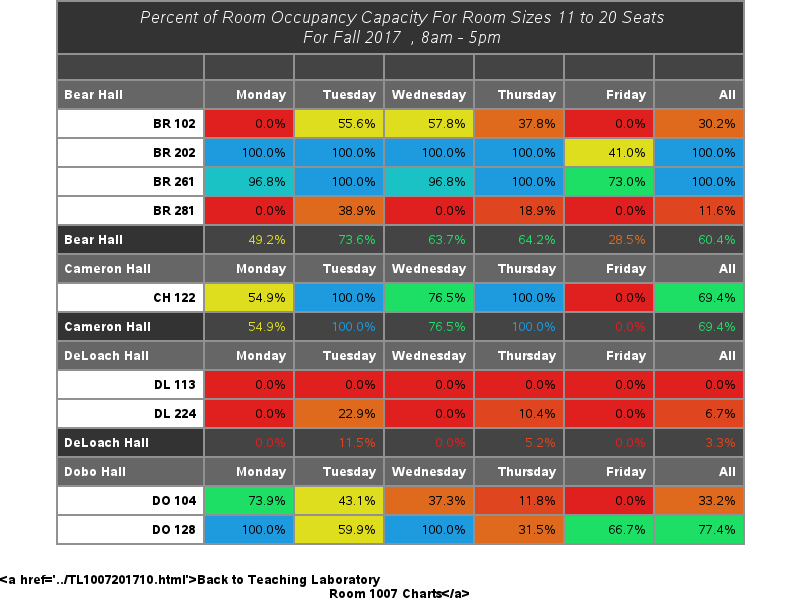 Percent of Room Occupancy Capacity For Room Sizes 11 to 20 Seats
For Fall 2017 , 8am - 5pm
Bear Hall Monday Tuesday Wednesday Thursday Friday All
BR 102 0.0% 55.6% 57.8% 37.8% 0.0% 30.2%
BR 202 100.0% 100.0% 100.0% 100.0% 41.0% 100.0%
BR 261 96.8% 100.0% 96.8% 100.0% 73.0% 100.0%
BR 281 0.0% 38.9% 0.0% 18.9% 0.0% 11.6%
Bear Hall 49.2% 73.6% 63.7% 64.2% 28.5% 60.4%
Cameron Hall Monday Tuesday Wednesday Thursday Friday All
CH 122 54.9% 100.0% 76.5% 100.0% 0.0% 69.4%
Cameron Hall 54.9% 100.0% 76.5% 100.0% 0.0% 69.4%
DeLoach Hall Monday Tuesday Wednesday Thursday Friday All
DL 113 0.0% 0.0% 0.0% 0.0% 0.0% 0.0%
DL 224 0.0% 22.9% 0.0% 10.4% 0.0% 6.7%
DeLoach Hall 0.0% 11.5% 0.0% 5.2% 0.0% 3.3%
Dobo Hall Monday Tuesday Wednesday Thursday Friday All
DO 104 73.9% 43.1% 37.3% 11.8% 0.0% 33.2%
DO 128 100.0% 59.9% 100.0% 31.5% 66.7% 77.4%
<a href='../TL1007201710.html'>Back to Teaching Laboratory
Room 1007 Charts</a>